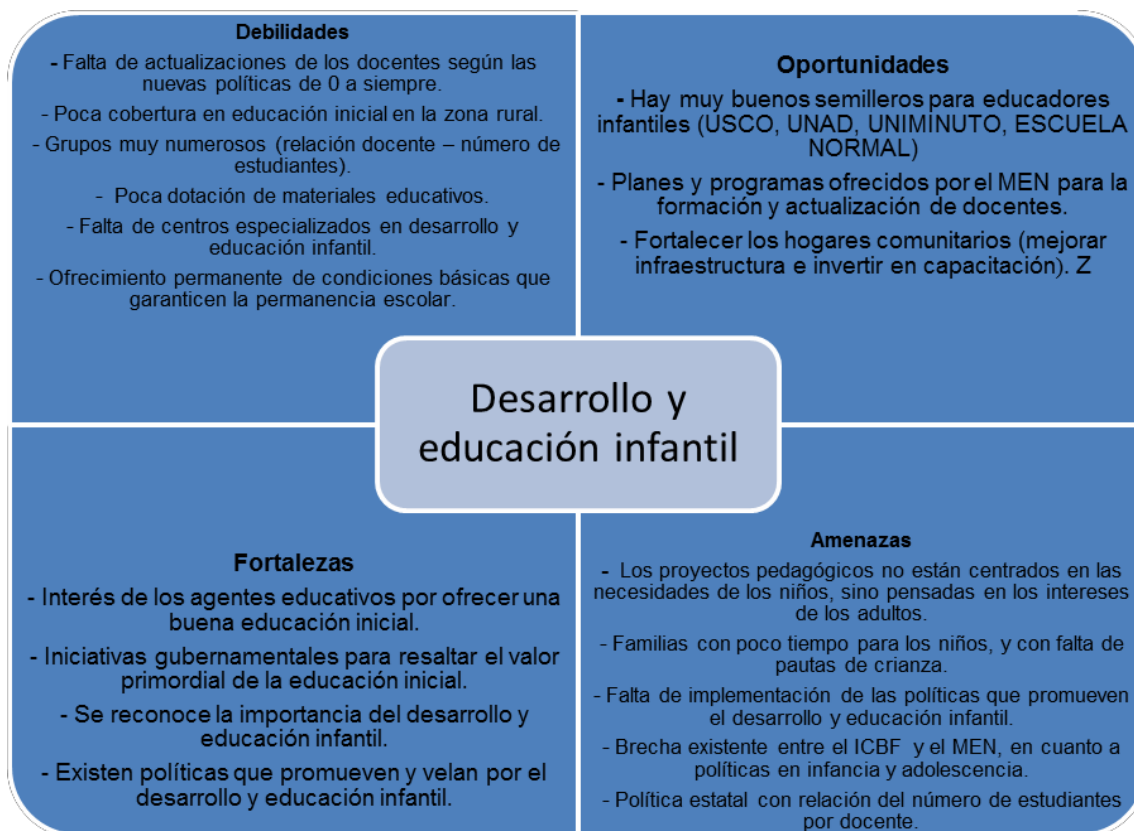 Debilidades
- Falta de actualizaciones de los docentes según las
nuevas políticas de 0 a siempre.
- Poca cobertura en educación inicial en la zona rural.
- Grupos muy numerosos (relación docente – número de
estudiantes).
- Poca dotación de materiales educativos.
- Falta de centros especializados en desarrollo y
educación infantil.
- Ofrecimiento permanente de condiciones básicas que
garanticen la permanencia escolar.
Oportunidades
- Hay muy buenos semilleros para educadores
infantiles (USCO, UNAD, UNIMINUTO, ESCUELA
NORMAL)
- Planes y programas ofrecidos por el MEN para la
formación y actualización de docentes.
- Fortalecer los hogares comunitarios (mejorar
infraestructura e invertir en capacitación). Z
Desarrollo y
educación infantil
Fortalezas
- Interés de los agentes educativos por ofrecer una
buena educación inicial.
- Iniciativas gubernamentales para resaltar el valor
primordial de la educación inicial.
- Se reconoce la importancia del desarrollo y
educación infantil.
- Existen políticas que promueven y velan por el
desarrollo y educación infantil.
Amenazas
- Los proyectos pedagógicos no están centrados en las
necesidades de los niños, sino pensadas en los intereses
de los adultos.
- Familias con poco tiempo para los niños, y con falta de
pautas de crianza.
- Falta de implementación de las políticas que promueven
el desarrollo y educación infantil.
- Brecha existente entre el ICBF y el MEN, en cuanto a
políticas en infancia y adolescencia.
- Política estatal con relación del número de estudiantes
por docente.